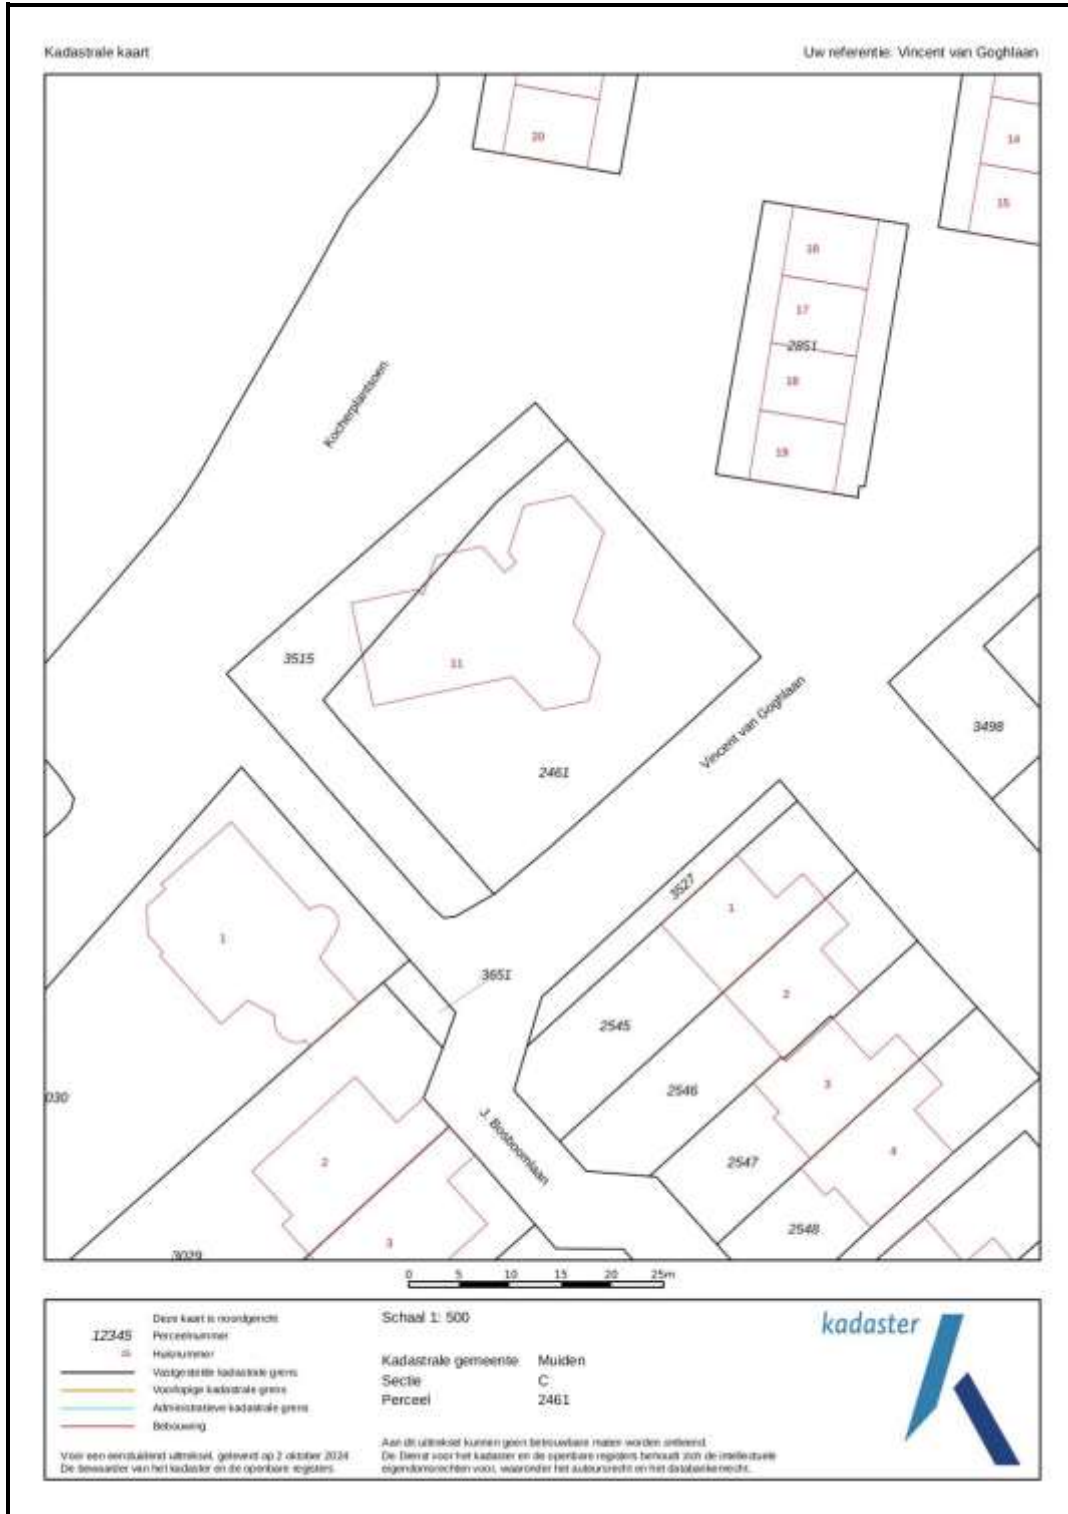 Kadastrale kaart
Uw referentie: Vincent van Goghlaan
20
14
15
16
17
2851
18
19
Kocherplantsoen
3515
11
2461
Vincent van Goghlaan
3498
3527
1
1
2
3651
2545
2546
3
030
J. Bosboomlaan
2
4
2547
3
2548
3029
0 5 10 15 20 25m
Deze kaart is noordgericht
12345 Perceelnummer
25 Huisnummer
Vastgestelde kadastrale grens
Voorlopige kadastrale grens
Administratieve kadastrale grens
Bebouwing
Voor een eensluidend uittreksel, geleverd op 2 oktober 2024
De bewaarder van het kadaster en de openbare registers
Schaal 1: 500
Kadastrale gemeente Muiden
Sectie C
Perceel 2461
Aan dit uittreksel kunnen geen betrouwbare maten worden ontleend.
De Dienst voor het kadaster en de openbare registers behoudt zich de intellectuele
eigendomsrechten voor, waaronder het auteursrecht en het databankenrecht.
kadaster